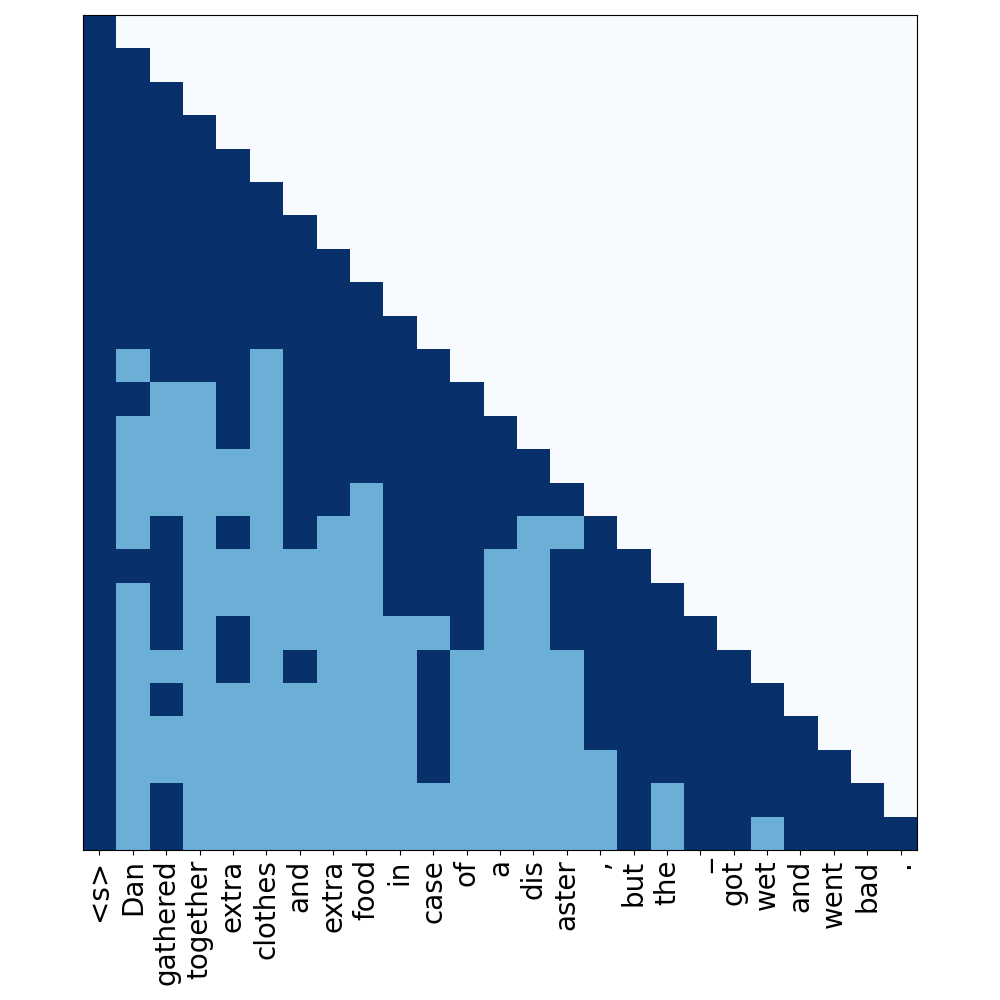 <s>
Dan
gathered
together
extra
clothes
and
extra
food
in
case
of
a
dis
aster
,
but
the
_
got
wet
and
went
bad
.